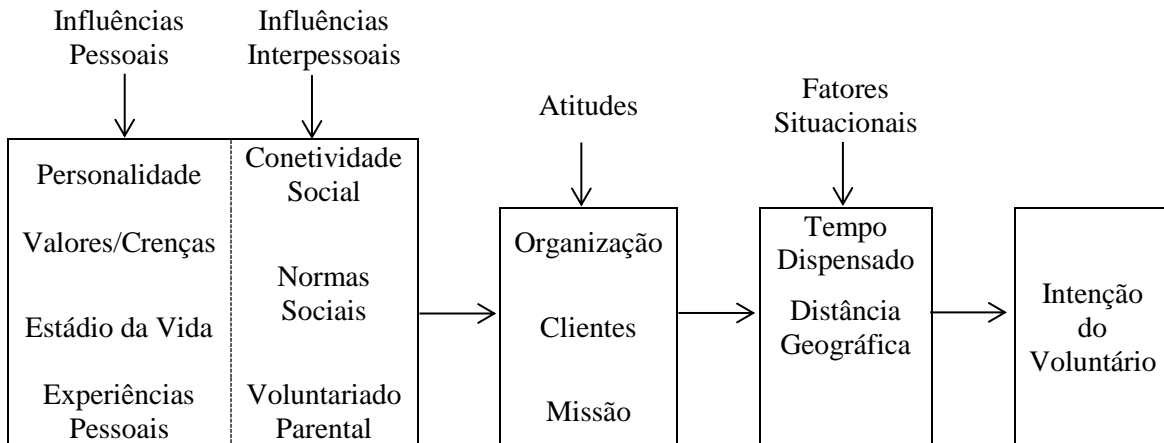 Influências
Pessoais
Influências
Interpessoais
Atitudes
Fatores
Situacionais
Personalidade
Valores/Crenças
Estádio da Vida
Experiências
Pessoais
Conetividade
Social
Normas
Sociais
Voluntariado
Parental
Organização
Clientes
Missão
Tempo
Dispensado
Distância
Geográfica
Intenção
do
Voluntário